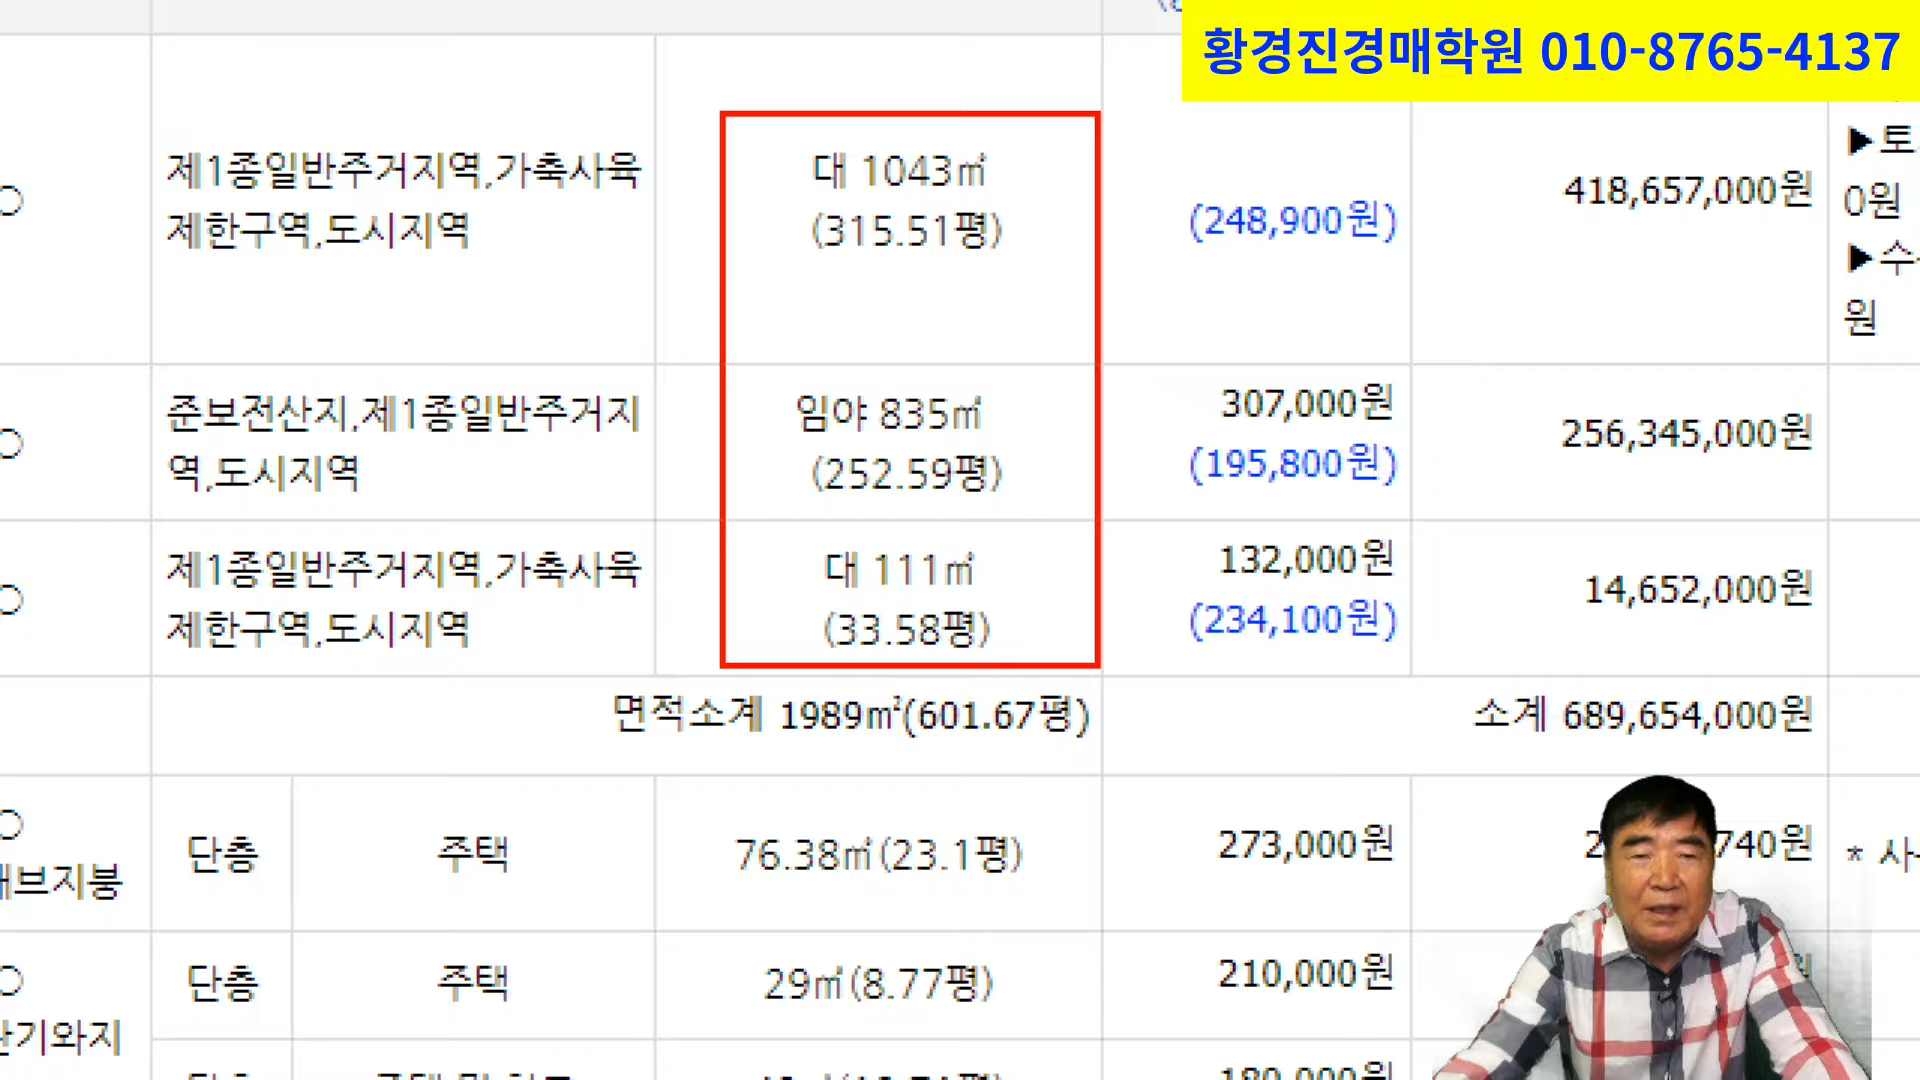 황경진경매학원 010-8765-4137
제1종일반주거지역,가축사육
제한구역,도시지역
대 1043㎡
(315.51평)
(248,900원)
418,657,000원
▶토
0원
▶수
원
준보전산지,제1종일반주거지
역,도시지역
임야 835㎡
(252.59평)
307,000원
(195,800원)
256,345,000원
제1종일반주거지역,가축사육
제한구역,도시지역
대 111㎡
(33.58평)
132,000원
(234,100원)
14,652,000원
면적소계 1989㎡(601.67평)
소계 689,654,000원
브지붕
단층
주택
76.38㎡(23.1평)
273,000원
740원
* 사
기와지
단층
주택
29㎡(8.77평)
210,000원